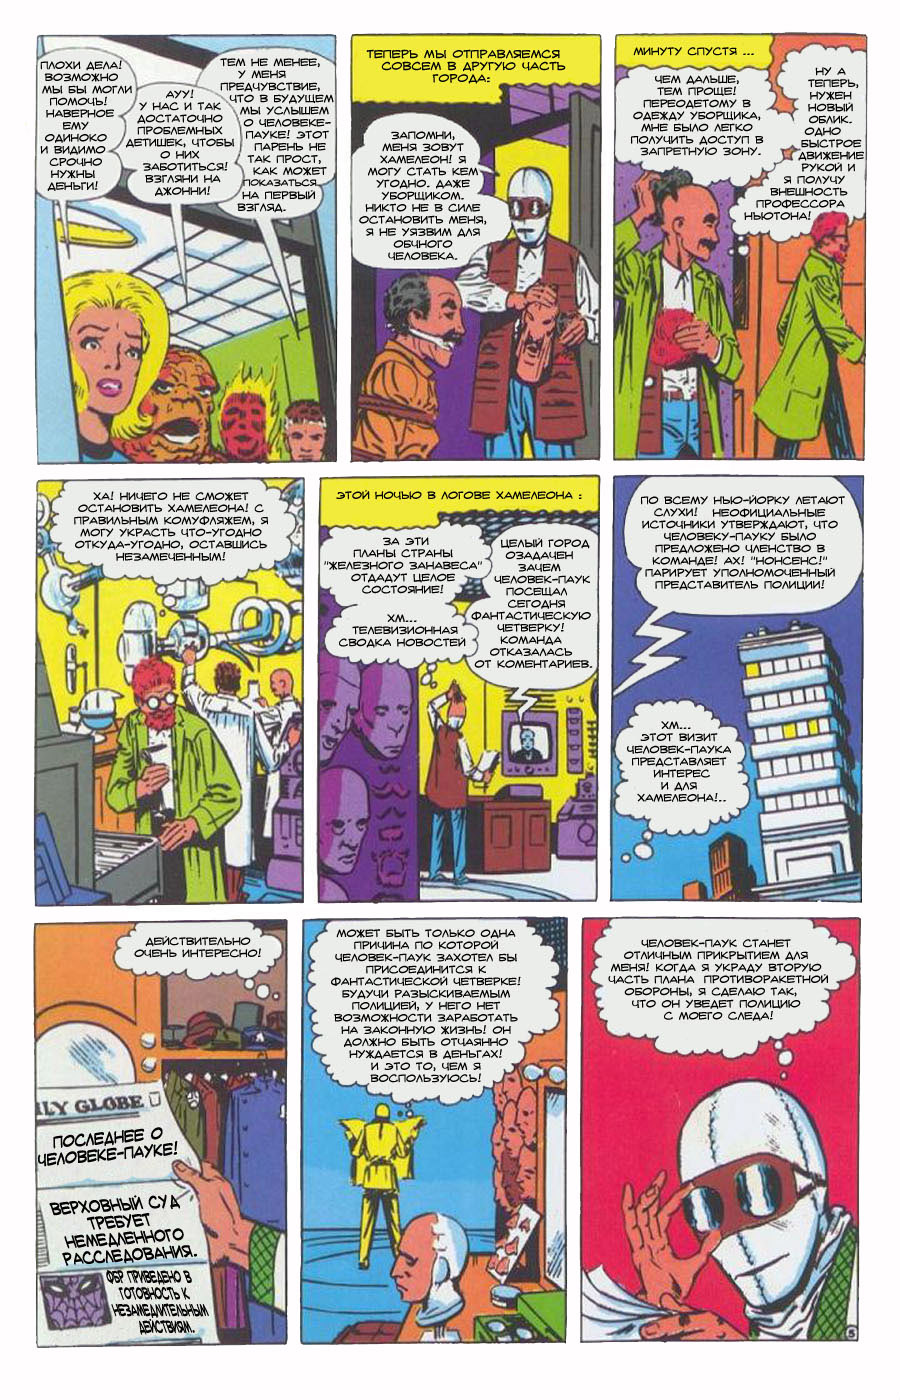 ПЛОХИ ДЕЛА!
ВОЗМОЖНО
МЫ БЫ МОГЛИ
ПОМОЧЬ!
НАВЕРНОЕ
ЕМУ
ОДИНОКО
И ВИДИМО
СРОЧНО
НУЖНЫ
ДЕНЬГИ!
АУУ!
У НАС И ТАК
ДОСТАТОЧНО
ПРОБЛЕМНЫХ
ДЕТИШЕК, ЧТОБЫ
О НИХ
ЗАБОТИТЬСЯ!
ВЗГЛЯНИ НА
ДЖОННИ!
ТЕМ НЕ МЕНЕЕ,
У МЕНЯ
ПРЕДЧУВСТВИЕ,
ЧТО В БУДУЩЕМ
МЫ УСЛЫШЕМ
О ЧЕЛОВЕКЕ-
ПАУКЕ! ЭТОТ
ПАРЕНЬ НЕ
ТАК ПРОСТ,
КАК МОЖЕТ
ПОКАЗАТЬСЯ
НА ПЕРВЫЙ
ВЗГЛЯД.
ТЕПЕРЬ МЫ ОТПРАВЛЯЕМСЯ
СОВСЕМ В ДРУГУЮ ЧАСТЬ
ГОРОДА:
ЗАПОМНИ,
МЕНЯ ЗОВУТ
ХАМЕЛЕОН! Я
МОГУ СТАТЬ КЕМ
УГОДНО. ДАЖЕ
УБОРЩИКОМ.
НИКТО НЕ В СИЛЕ
ОСТАНОВИТЬ МЕНЯ,
Я НЕ УЯЗВИМ ДЛЯ
ОБЧНОГО
ЧЕЛОВЕКА.
МИНУТУ СПУСТЯ ...
ЧЕМ ДАЛЬШЕ,
ТЕМ ПРОЩЕ!
ПЕРЕОДЕТОМУ В
ОДЕЖДУ УБОРЩИКА,
МНЕ БЫЛО ЛЕГКО
ПОЛУЧИТЬ ДОСТУП В
ЗАПРЕТНУЮ ЗОНУ.
НУ А
ТЕПЕРЬ,
НУЖЕН
НОВЫЙ
ОБЛИК.
ОДНО
БЫСТРОЕ
ДВИЖЕНИЕ
РУКОЙ И
Я ПОЛУЧУ
ВНЕШНОСТЬ
ПРОФЕССОРА
НЬЮТОНА!
ХА! НИЧЕГО НЕ СМОЖЕТ
ОСТАНОВИТЬ ХАМЕЛЕОНА! С
ПРАВИЛЬНЫМ КОМУФЛЯЖЕМ, Я
МОГУ УКРАСТЬ ЧТО-УГОДНО
ОТКУДА-УГОДНО, ОСТАВШИСЬ
НЕЗАМЕЧЕННЫМ!
ЭТОЙ НОЧЬЮ В ЛОГОВЕ ХАМЕЛЕОНА :
ЗА ЭТИ
ПЛАНЫ СТРАНЫ
"ЖЕЛЕЗНОГО ЗАНАВЕСА"
ОТДАДУТ ЦЕЛОЕ
СОСТОЯНИЕ!
ХМ...
ТЕЛЕВИЗИОННАЯ
СВОДКА НОВОСТЕЙ
ЦЕЛЫЙ ГОРОД
ОЗАДАЧЕН
ЗАЧЕМ
ЧЕЛОВЕК-ПАУК
ПОСЕЩАЛ
СЕГОДНЯ
ФАНТАСТИЧЕСКУЮ
ЧЕТВЕРКУ!
КОМАНДА
ОТКАЗАЛАСЬ
ОТ КОМЕНТАРИЕВ.
ПО ВСЕМУ НЬЮ-ЙОРКУ ЛЕТАЮТ
СЛУХИ! НЕОФИЦИАЛЬНЫЕ
ИСТОЧНИКИ УТВЕРЖДАЮТ, ЧТО
ЧЕЛОВЕКУ-ПАУКУ БЫЛО
ПРЕДЛОЖЕНО ЧЛЕНСТВО В
КОМАНДЕ! АХ! "НОНСЕНС!"
ПАРИРУЕТ УПОЛНОМОЧЕННЫЙ
ПРЕДСТАВИТЕЛЬ ПОЛИЦИИ!
ХМ...
ЭТОТ ВИЗИТ
ЧЕЛОВЕК-ПАУКА
ПРЕДСТАВЛЯЕТ
ИНТЕРЕС
И ДЛЯ
ХАМЕЛЕОНА!..
ДЕЙСТВИТЕЛЬНО
ОЧЕНЬ ИНТЕРЕСНО!
ILY GLOBE
ПОСЛЕДНЕЕ О
ЧЕЛОВЕКЕ-ПАУКЕ!
ВЕРХОВНЫЙ СУД
ТРЕБУЕТ
НЕМЕДЛЕННОГО
РАССЛЕДОВАНИЯ.
ФБР ПРИВЕДЕНО В
ГОТОВНОСТЬ К
НЕЗАМЕДЛИТЕЛЬНЫМ
ДЕЙСТВИЯМ.
МОЖЕТ БЫТЬ ТОЛЬКО ОДНА
ПРИЧИНА ПО КОТОРОЙ
ЧЕЛОВЕК-ПАУК ЗАХОТЕЛ БЫ
ПРИСОЕДИНИТСЯ К
ФАНТАСТИЧЕСКОЙ ЧЕТВЕРКЕ!
БУДУЧИ РАЗЫСКИВАЕМЫМ
ПОЛИЦИЕЙ, У НЕГО НЕТ
ВОЗМОЖНОСТИ ЗАРАБОТАТЬ
НА ЗАКОННУЮ ЖИЗНЬ! ОН
ДОЛЖНО БЫТЬ ОТЧАЯННО
НУЖДАЕТСЯ В ДЕНЬГАХ!
И ЭТО ТО, ЧЕМ Я
ВОСПОЛЬЗУЮСЬ!
ЧЕЛОВЕК-ПАУК СТАНЕТ
ОТЛИЧНЫМ ПРИКРЫТИЕМ ДЛЯ
МЕНЯ! КОГДА Я УКРАДУ ВТОРУЮ
ЧАСТЬ ПЛАНА ПРОТИВОРАКЕТНОЙ
ОБОРОНЫ, Я СДЕЛАЮ ТАК,
ЧТО ОН УВЕДЕТ ПОЛИЦИЮ
С МОЕГО СЛЕДА!
5